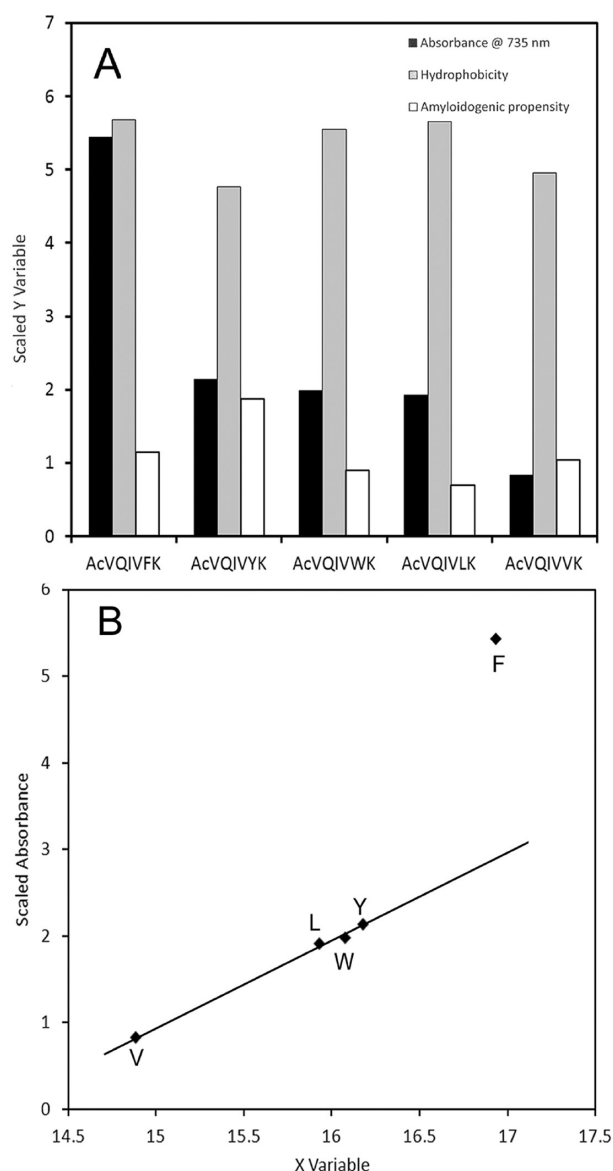 7
A
Absorbance @ 735 nm
6
Hydrophobicity
Amyloidogenic propensity
5
4
Scaled Y Variable
3
2
1
0
AcVQIVFK AcVQIVYK AcVQIVWK AcVQIVLK AcVQIVVK
6
B
F
5
4
Scaled Absorbance
3
L Y
2
W
1
V
0
14.5 15 15.5 16 16.5 17 17.5
X Variable